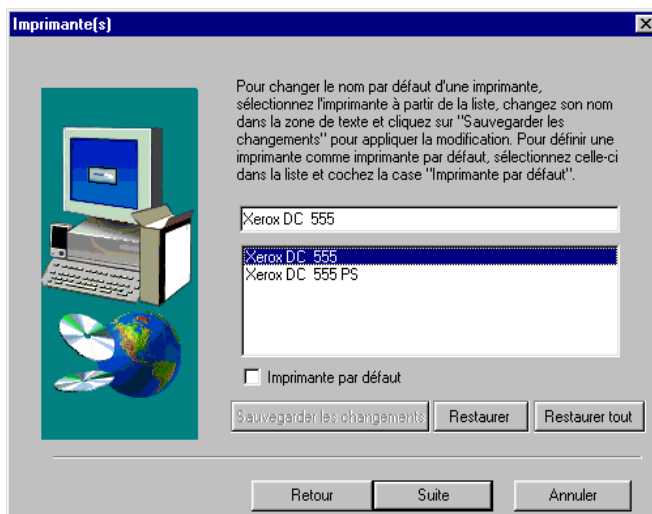 Imprimante(s)
Pour changer le nom par défaut d'une imprimante,
sélectionnez l'imprimante à partir de la liste, changez son nom
dans la zone de texte et cliquez sur "Sauvegarder les
changements" pour appliquer la modification. Pour définir une
imprimante comme imprimante par défaut, sélectionnez celle-ci
dans la liste et cochez la case "Imprimante par défaut".
Xerox DC 555
Xerox DC 555
Xerox DC 555 PS
Imprimante par défaut
Sauvegarder les changements Restaurer Restaurer tout
Retour Suite Annuler